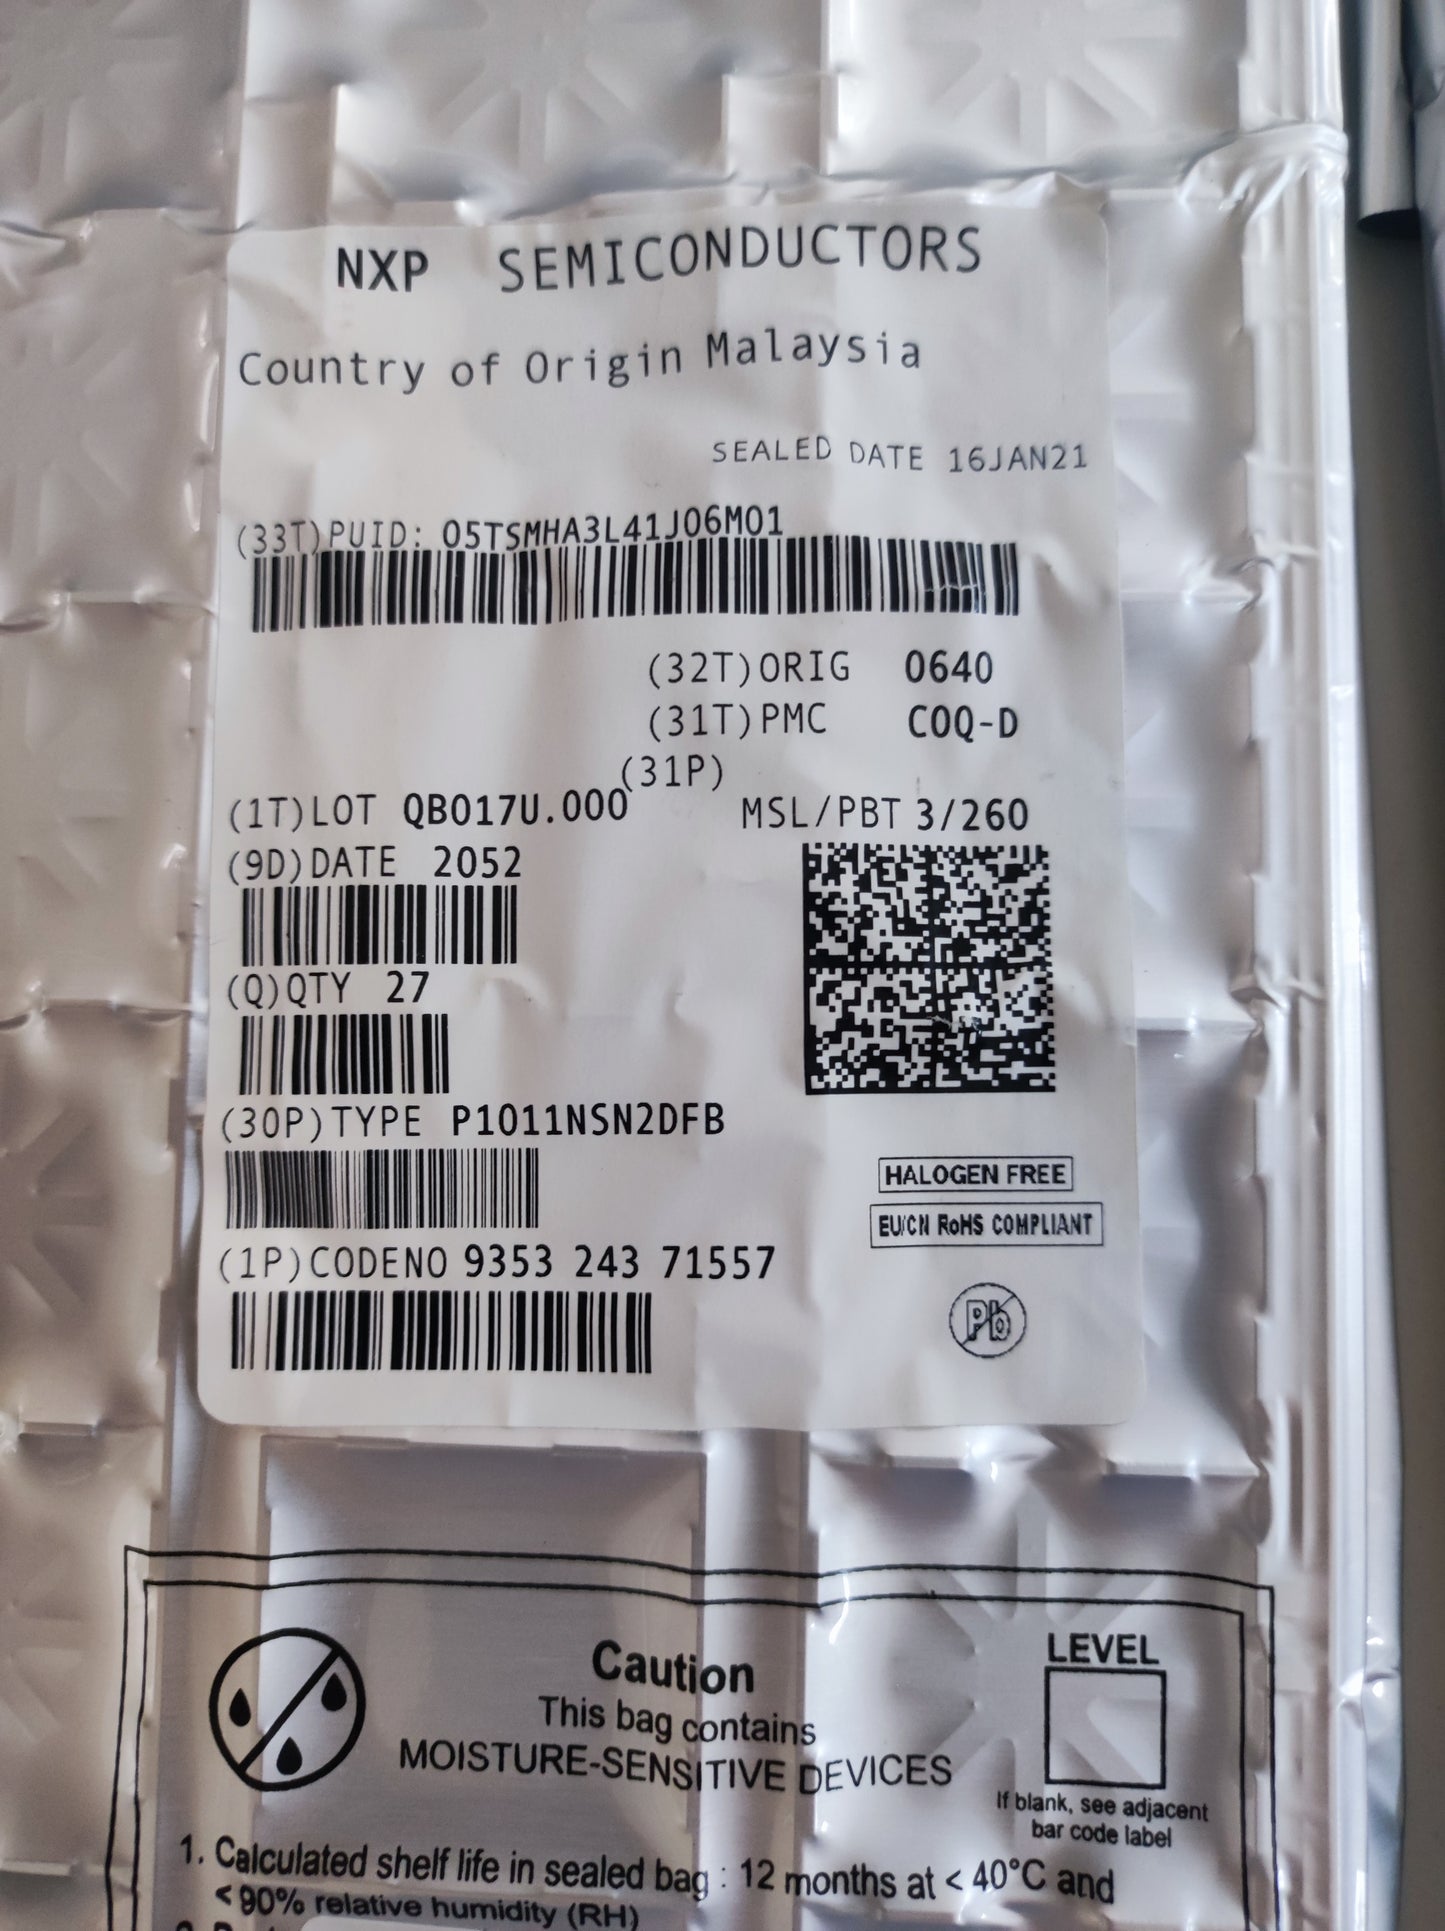 NXP SEMICONDUCTORS
Country of Origin Malaysia
SEALED DATE 16JAN21
(33T)PUID: 05TSMHA3L41J06M01
(32T)ORIG 0640
(31T)PMC COQ-D
(31P)
(1T)LOT QB017U.000
MSL/PBT 3/260
(9D)DATE 2052
(Q)QTY 27
(30P)TYPE P1011NSN2DFB
HALOGEN FREE
EU/CN RoHS COMPLIANT
(1P)CODENO 9353 243 71557
Pb
Caution
This bag contains
MOISTURE-SENSITIVE DEVICES
LEVEL
If blank, see adjacent
bar code label
1. Calculated shelf life in sealed bag : 12 months at < 40°C and
< 90% relative humidity (RH)